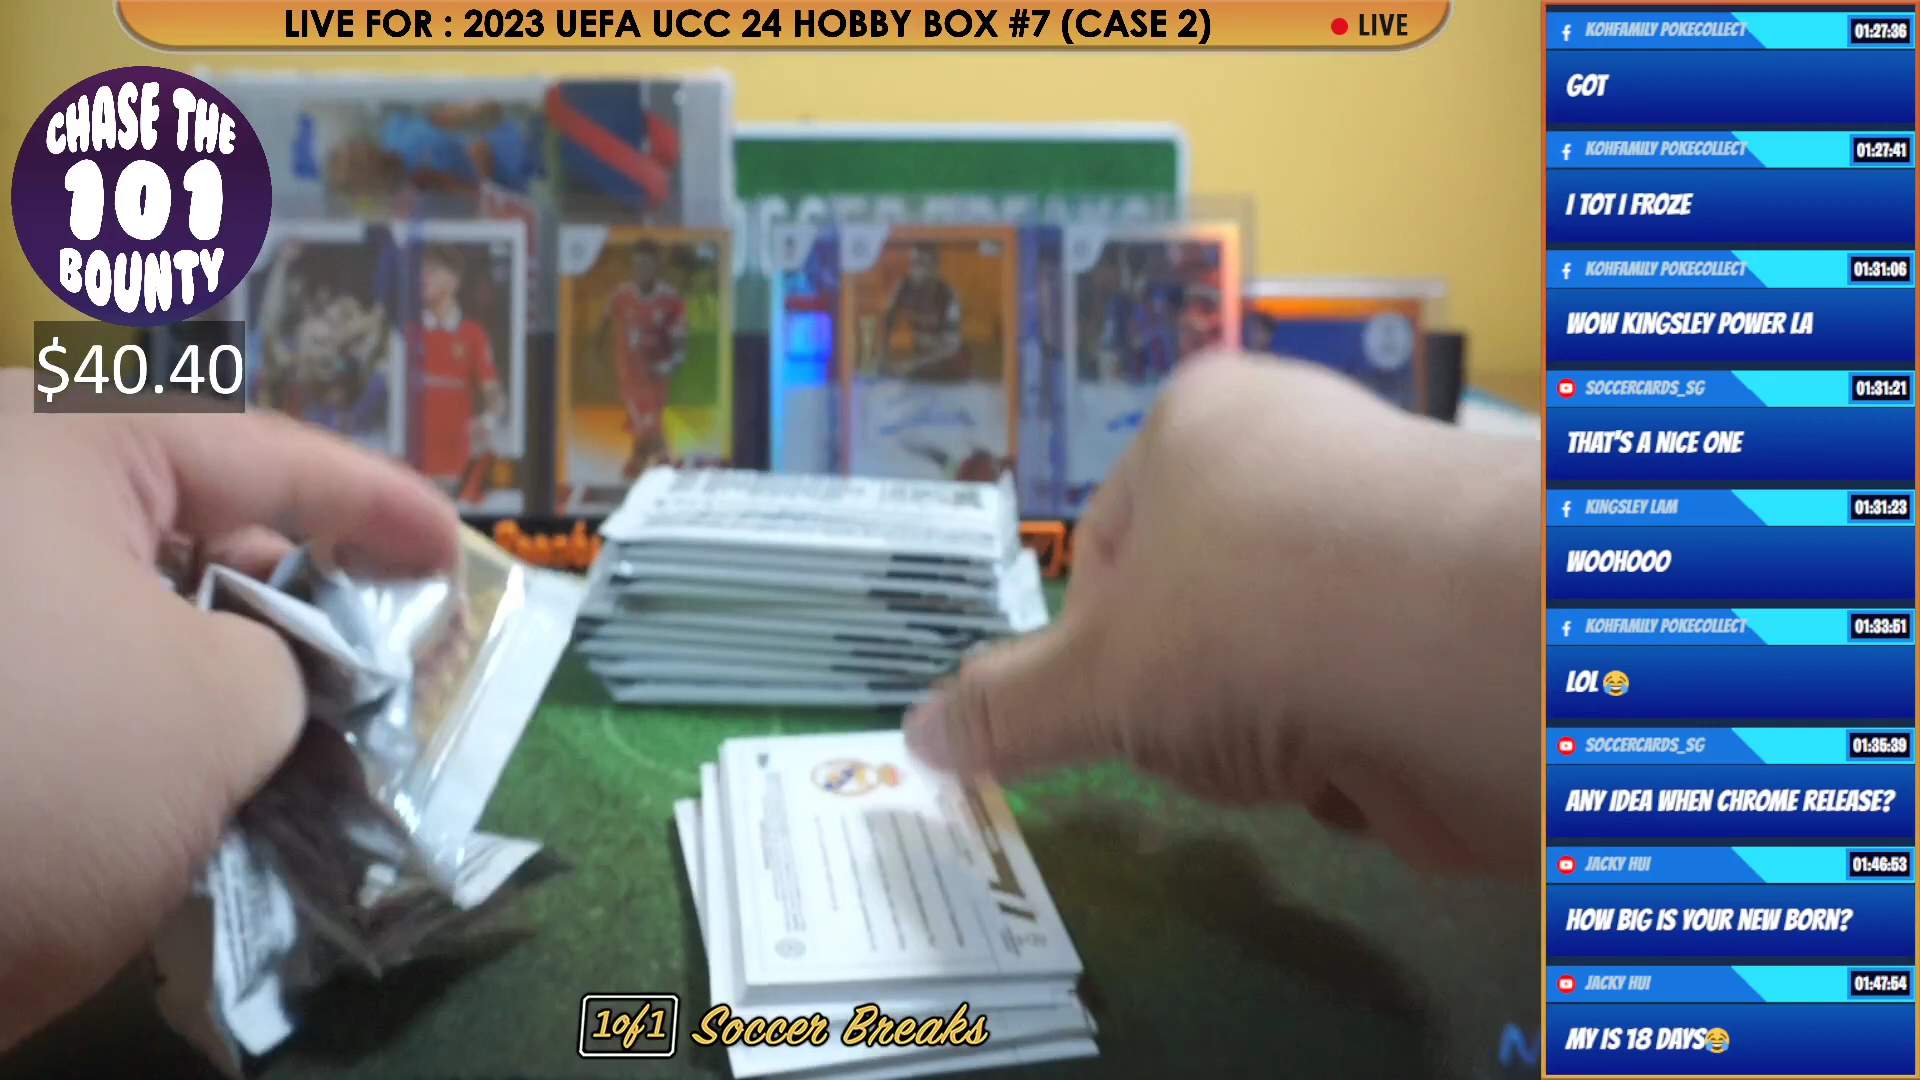 LIVE FOR : 2023 UEFA UCC 24 HOBBY BOX #7 (CASE 2)
LIVE
CHASE THE
101
BOUNTY
$40.40
1of1 Soccer Breaks
KOHFAMILY POKECOLLECT 01:27:36
GOT
KOHFAMILY POKECOLLECT 01:27:41
I TOT I FROZE
KOHFAMILY POKECOLLECT 01:31:06
WOW KINGSLEY POWER LA
SOCCERCARDS_SG 01:31:21
THAT'S A NICE ONE
KINGSLEY LAM 01:31:23
WOOHOOO
KOHFAMILY POKECOLLECT 01:33:51
LOL 😂
SOCCERCARDS_SG 01:35:39
ANY IDEA WHEN CHROME RELEASE?
JACKY HUI 01:46:53
HOW BIG IS YOUR NEW BORN?
JACKY HUI 01:47:54
MY IS 18 DAYS😂